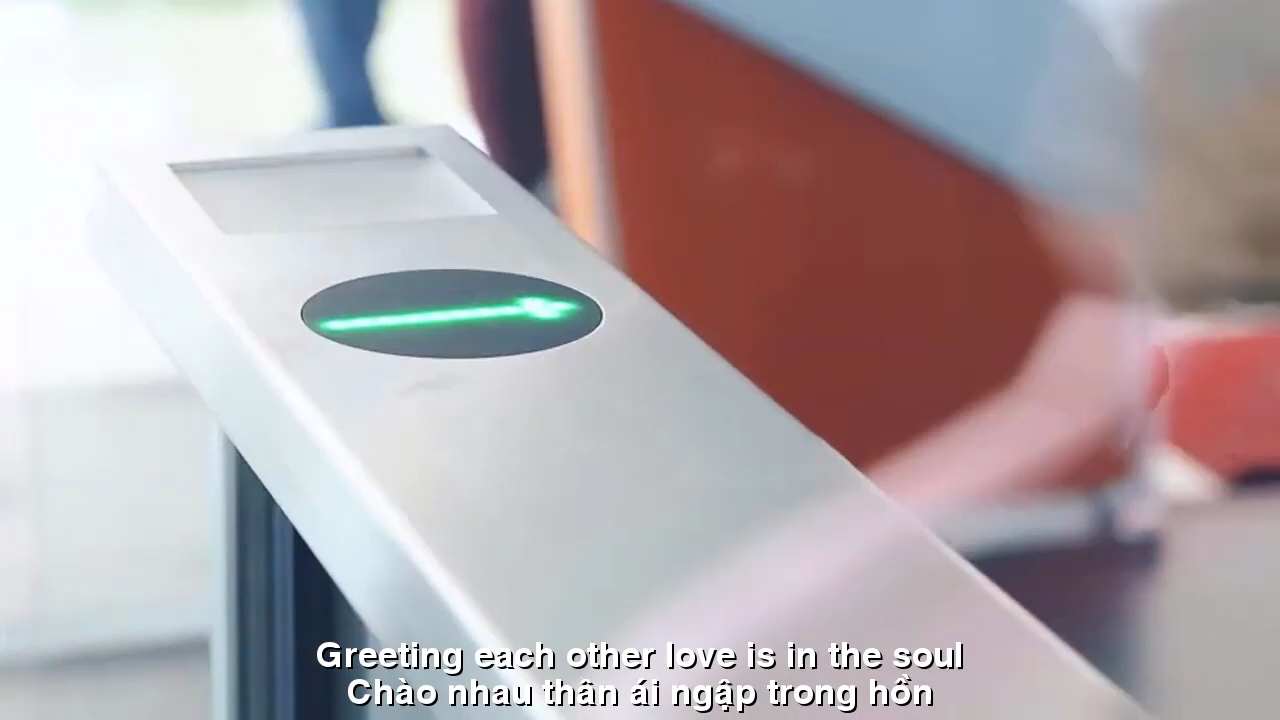 Greeting each other love is in the soul
Chào nhau thân ái ngập trong hồn